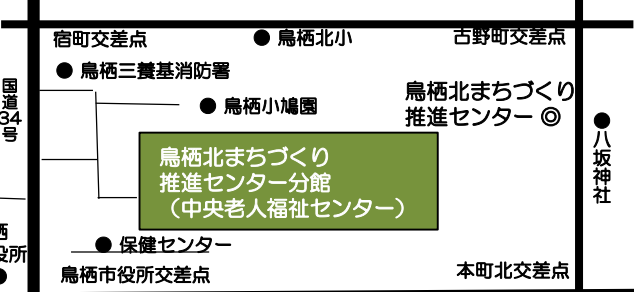 宿町交差点
● 鳥栖北小
古野町交差点
● 鳥栖三養基消防署
国道34号
● 鳥栖小鳩園
鳥栖北まちづくり
推進センター ◎
● 八坂神社
鳥栖北まちづくり
推進センター分館
（中央老人福祉センター）
● 保健センター
役所
鳥栖市役所交差点
本町北交差点